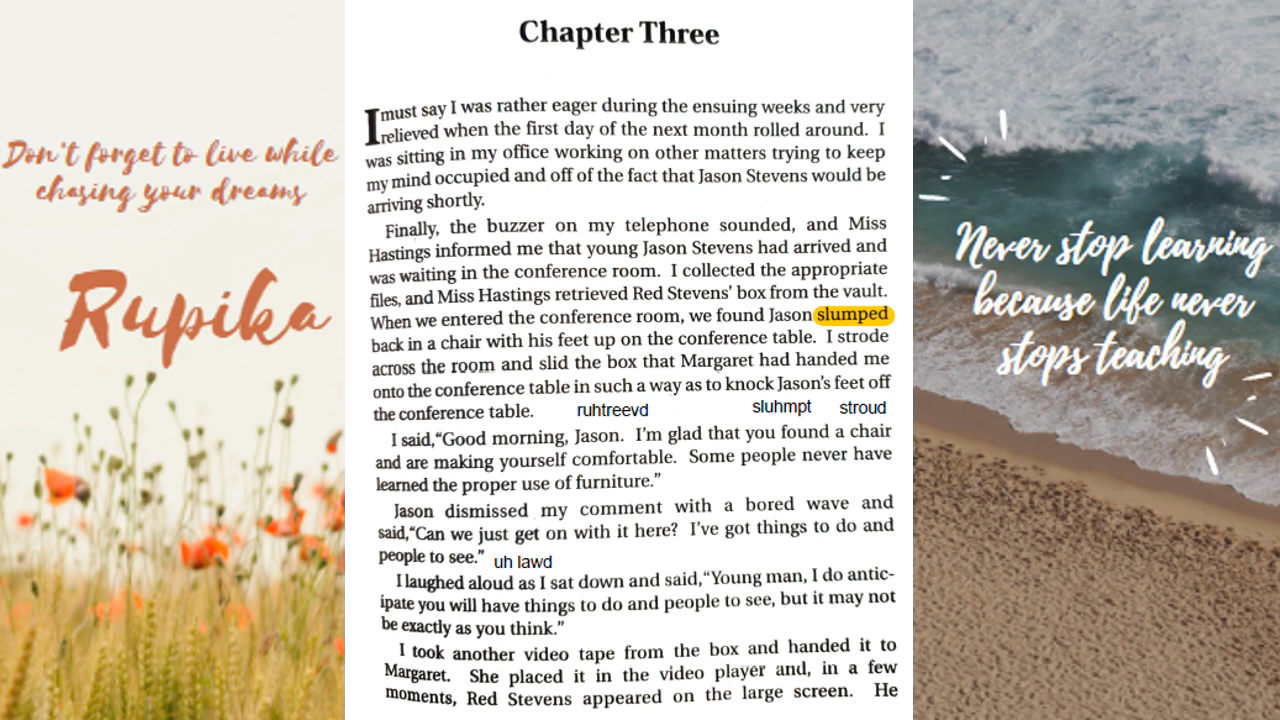 Don't forget to live while
chasing your dreams
Rupika
Chapter Three
I must say I was rather eager during the ensuing weeks and very
relieved when the first day of the next month rolled around. I
was sitting in my office working on other matters trying to keep
my mind occupied and off of the fact that Jason Stevens would be
arriving shortly.
Finally, the buzzer on my telephone sounded, and Miss
Hastings informed me that young Jason Stevens had arrived and
was waiting in the conference room. I collected the appropriate
files, and Miss Hastings retrieved Red Stevens' box from the vault.
When we entered the conference room, we found Jason slumped
back in a chair with his feet up on the conference table. I strode
across the room and slid the box that Margaret had handed me
onto the conference table in such a way as to knock Jason's feet off
the conference table.
ruhtreevd sluhmpt stroud
I said,“Good morning, Jason. I'm glad that you found a chair
and are making yourself comfortable. Some people never have
learned the proper use of furniture.”
Jason dismissed my comment with a bored wave and
said,“Can we just get on with it here? I've got things to do and
people to see.”
uh lawd
I laughed aloud as I sat down and said,“Young man, I do antic-
ipate you will have things to do and people to see, but it may not
be exactly as you think.”
I took another video tape from the box and handed it to
Margaret. She placed it in the video player and, in a few
moments, Red Stevens appeared on the large screen. He
Never stop learning
because life never
stops teaching